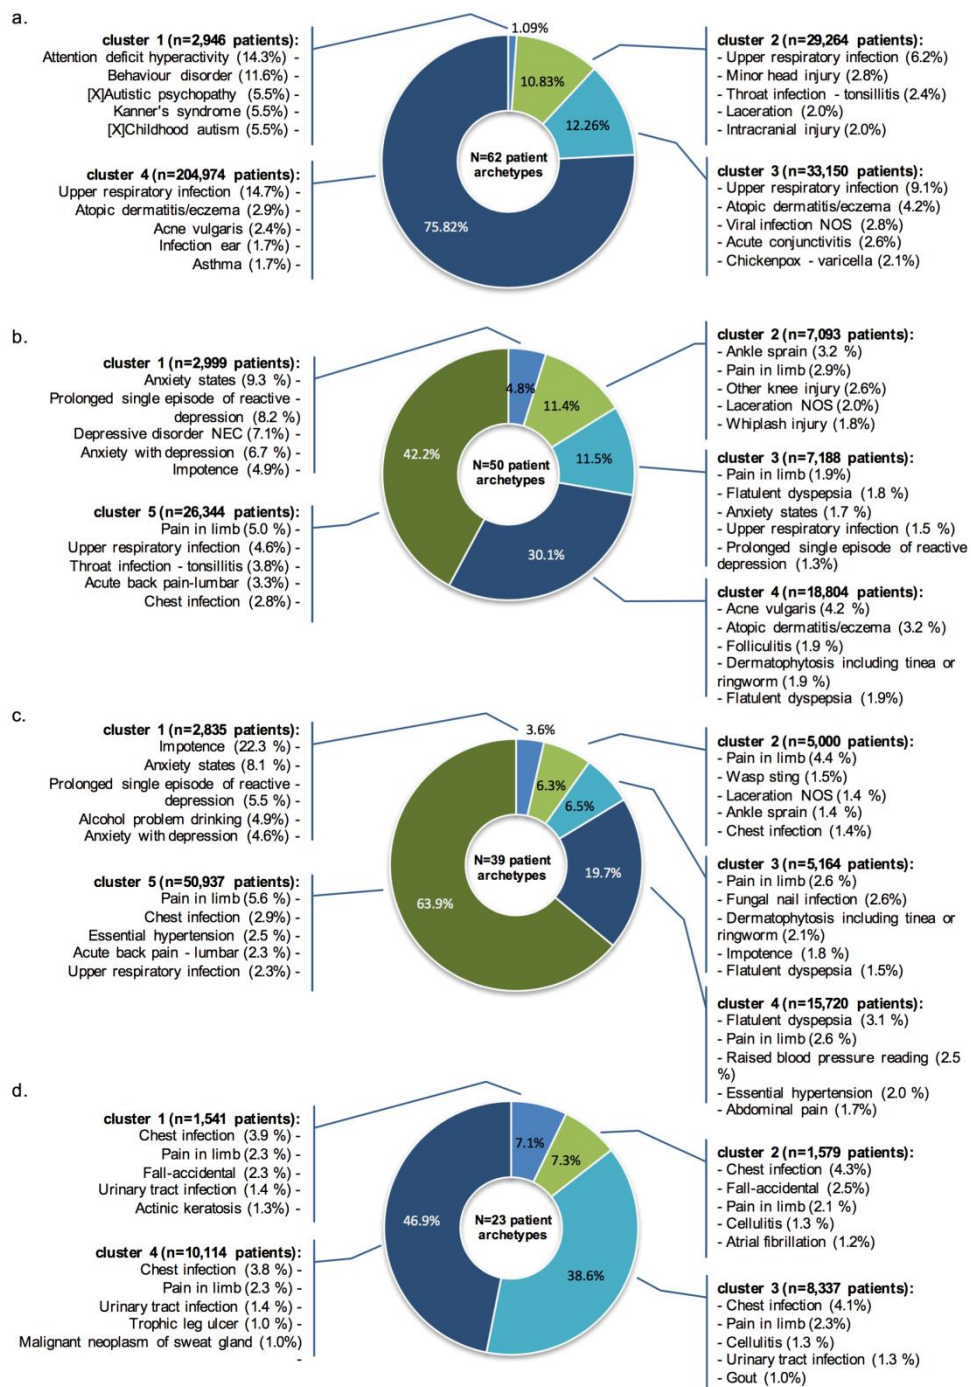 a.
cluster 1 (n=2,946 patients):
Attention deficit hyperactivity (14.3%) -
Behaviour disorder (11.6%) -
[X]Autistic psychopathy (5.5%) -
Kanner's syndrome (5.5%) -
[X]Childhood autism (5.5%) -
cluster 4 (n=204,974 patients):
Upper respiratory infection (14.7%) -
Atopic dermatitis/eczema (2.9%) -
Acne vulgaris (2.4%) -
Infection ear (1.7%) -
Asthma (1.7%) -
1.09%
10.83%
12.26%
75.82%
N=62 patient
archetypes
cluster 2 (n=29,264 patients):
- Upper respiratory infection (6.2%)
- Minor head injury (2.8%)
- Throat infection - tonsillitis (2.4%)
- Laceration (2.0%)
- Intracranial injury (2.0%)
cluster 3 (n=33,150 patients):
- Upper respiratory infection (9.1%)
- Atopic dermatitis/eczema (4.2%)
- Viral infection NOS (2.8%)
- Acute conjunctivitis (2.6%)
- Chickenpox - varicella (2.1%)
b.
cluster 1 (n=2,999 patients):
Anxiety states (9.3 %) -
Prolonged single episode of reactive -
depression (8.2 %)
Depressive disorder NEC (7.1%) -
Anxiety with depression (6.7 %) -
Impotence (4.9%) -
cluster 5 (n=26,344 patients):
Pain in limb (5.0 %) -
Upper respiratory infection (4.6%) -
Throat infection - tonsillitis (3.8%) -
Acute back pain-lumbar (3.3%) -
Chest infection (2.8%) -
4.8%
11.4%
11.5%
30.1%
42.2%
N=50 patient
archetypes
cluster 2 (n=7,093 patients):
- Ankle sprain (3.2 %)
- Pain in limb (2.9%)
- Other knee injury (2.6%)
- Laceration NOS (2.0%)
- Whiplash injury (1.8%)
cluster 3 (n=7,188 patients):
- Pain in limb (1.9%)
- Flatulent dyspepsia (1.8 %)
- Anxiety states (1.7 %)
- Upper respiratory infection (1.5 %)
- Prolonged single episode of reactive
depression (1.3%)
cluster 4 (n=18,804 patients):
- Acne vulgaris (4.2 %)
- Atopic dermatitis/eczema (3.2 %)
- Folliculitis (1.9 %)
- Dermatophytosis including tinea or
ringworm (1.9 %)
- Flatulent dyspepsia (1.9%)
c.
cluster 1 (n=2,835 patients):
Impotence (22.3 %) -
Anxiety states (8.1 %) -
Prolonged single episode of reactive -
depression (5.5 %)
Alcohol problem drinking (4.9%) -
Anxiety with depression (4.6%) -
cluster 5 (n=50,937 patients):
Pain in limb (5.6 %) -
Chest infection (2.9%) -
Essential hypertension (2.5 %) -
Acute back pain - lumbar (2.3 %) -
Upper respiratory infection (2.3%) -
3.6%
6.3%
6.5%
19.7%
63.9%
N=39 patient
archetypes
cluster 2 (n=5,000 patients):
- Pain in limb (4.4 %)
- Wasp sting (1.5%)
- Laceration NOS (1.4 %)
- Ankle sprain (1.4 %)
- Chest infection (1.4%)
cluster 3 (n=5,164 patients):
- Pain in limb (2.6 %)
- Fungal nail infection (2.6%)
- Dermatophytosis including tinea or
ringworm (2.1%)
- Impotence (1.8 %)
- Flatulent dyspepsia (1.5%)
cluster 4 (n=15,720 patients):
- Flatulent dyspepsia (3.1 %)
- Pain in limb (2.6 %)
- Raised blood pressure reading (2.5
%)
- Essential hypertension (2.0 %)
- Abdominal pain (1.7%)
d.
cluster 1 (n=1,541 patients):
Chest infection (3.9 %) -
Pain in limb (2.3 %) -
Fall-accidental (2.3 %) -
Urinary tract infection (1.4 %) -
Actinic keratosis (1.3%) -
cluster 4 (n=10,114 patients):
Chest infection (3.8 %) -
Pain in limb (2.3 %) -
Urinary tract infection (1.4 %) -
Trophic leg ulcer (1.0 %) -
Malignant neoplasm of sweat gland (1.0%)
-
7.1%
7.3%
38.6%
46.9%
N=23 patient
archetypes
cluster 2 (n=1,579 patients):
- Chest infection (4.3%)
- Fall-accidental (2.5%)
- Pain in limb (2.1 %)
- Cellulitis (1.3 %)
- Atrial fibrillation (1.2%)
cluster 3 (n=8,337 patients):
- Chest infection (4.1%)
- Pain in limb (2.3%)
- Cellulitis (1.3 %)
- Urinary tract infection (1.3 %)
- Gout (1.0%)